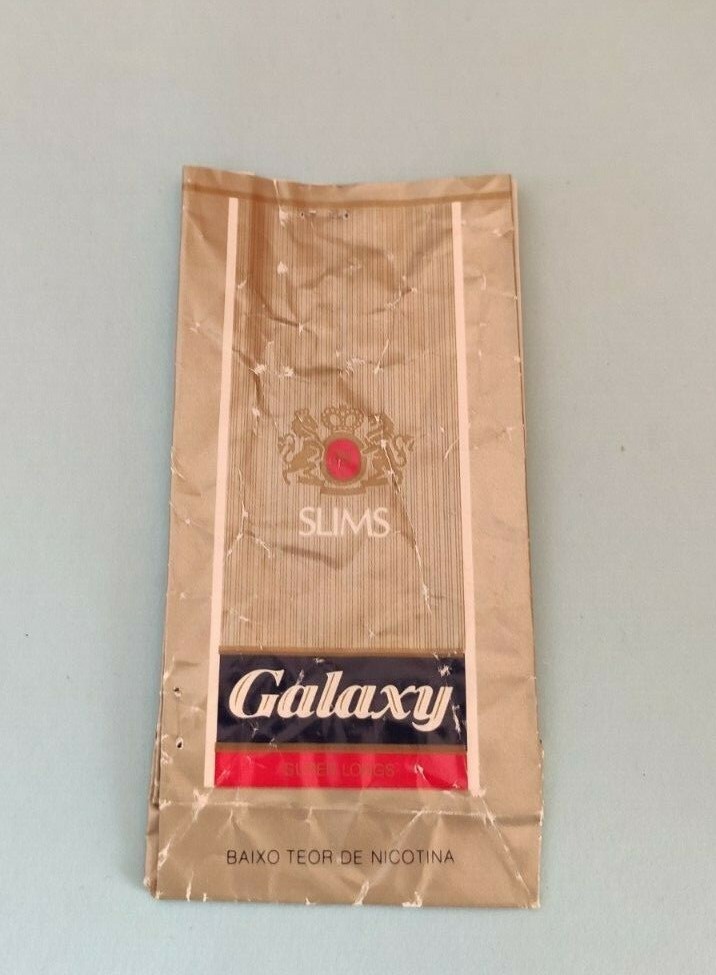 SLIMS
Galaxy
SUPER LONGS
BAIXO TEOR DE NICOTINA